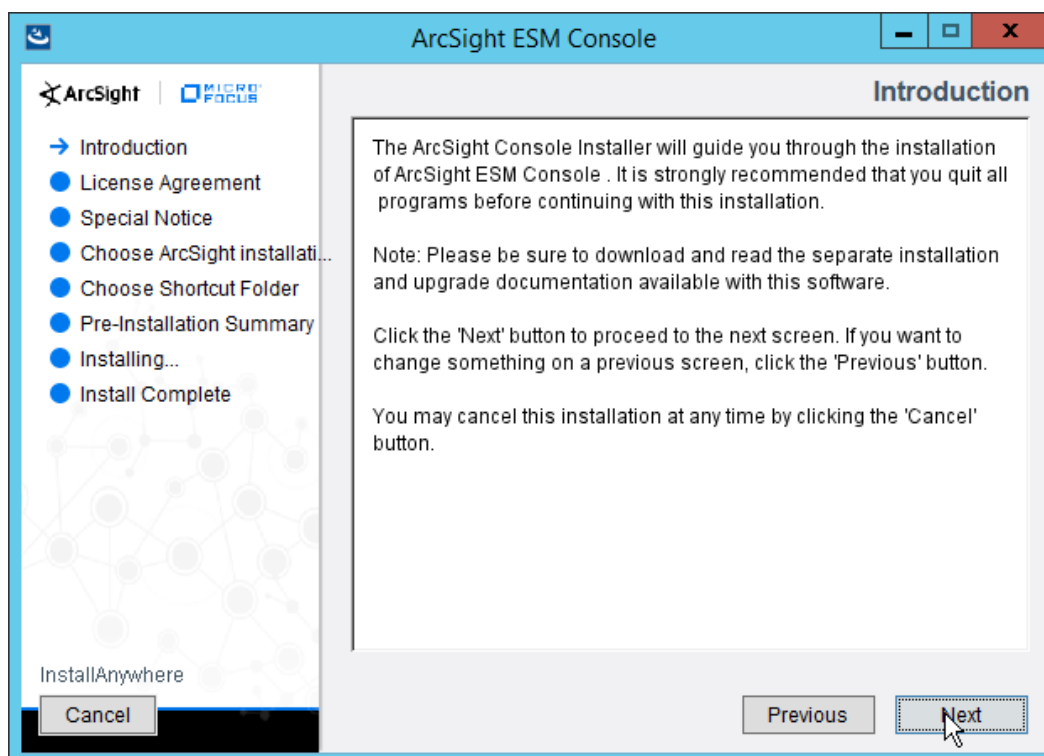 ArcSight ESM Console
ArcSight | MICRO FOCUS
Introduction
Introduction
License Agreement
Special Notice
Choose ArcSight installati...
Choose Shortcut Folder
Pre-Installation Summary
Installing...
Install Complete
The ArcSight Console Installer will guide you through the installation
of ArcSight ESM Console . It is strongly recommended that you quit all
programs before continuing with this installation.
Note: Please be sure to download and read the separate installation
and upgrade documentation available with this software.
Click the 'Next' button to proceed to the next screen. If you want to
change something on a previous screen, click the 'Previous' button.
You may cancel this installation at any time by clicking the 'Cancel'
button.
InstallAnywhere
Cancel
Previous
Next